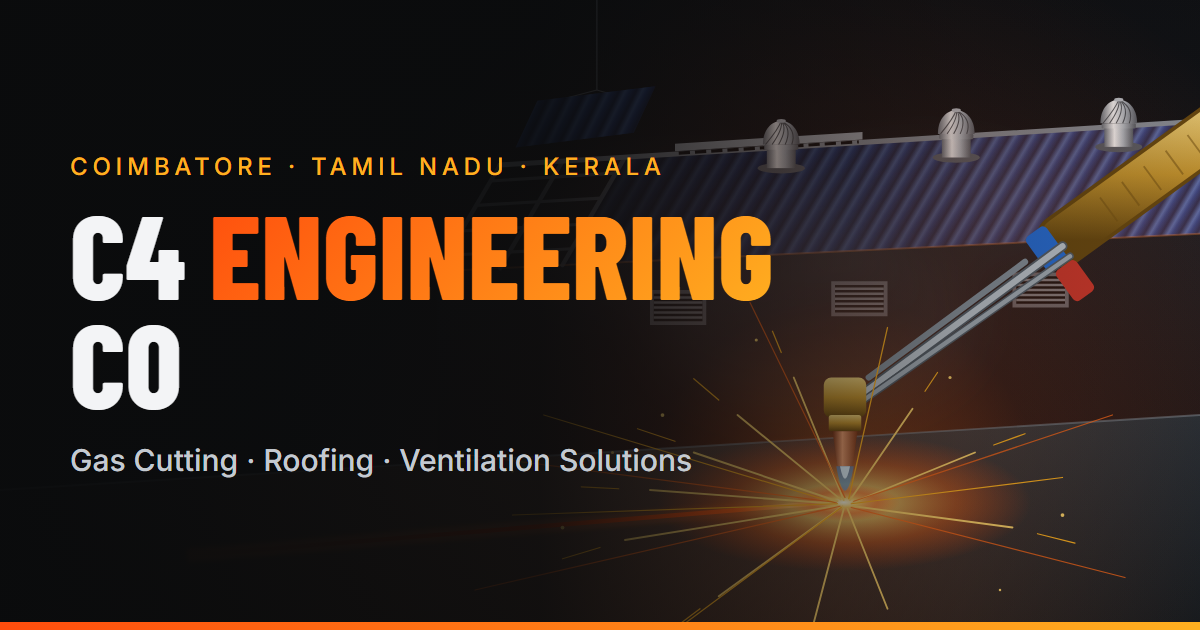 COIMBATORE · TAMIL NADU · KERALA
C4 ENGINEERING
CO
Gas Cutting · Roofing · Ventilation Solutions